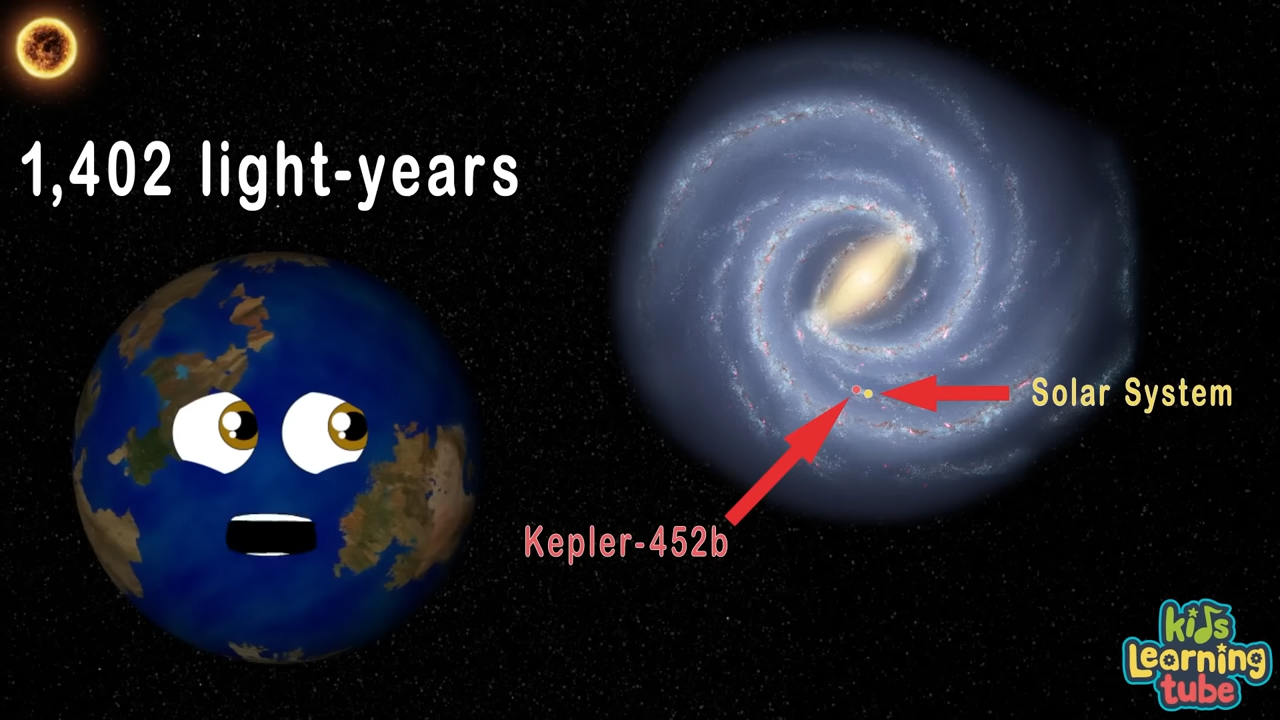 1,402 light-years
Solar System
Kepler-452b
kids
Learning
tube